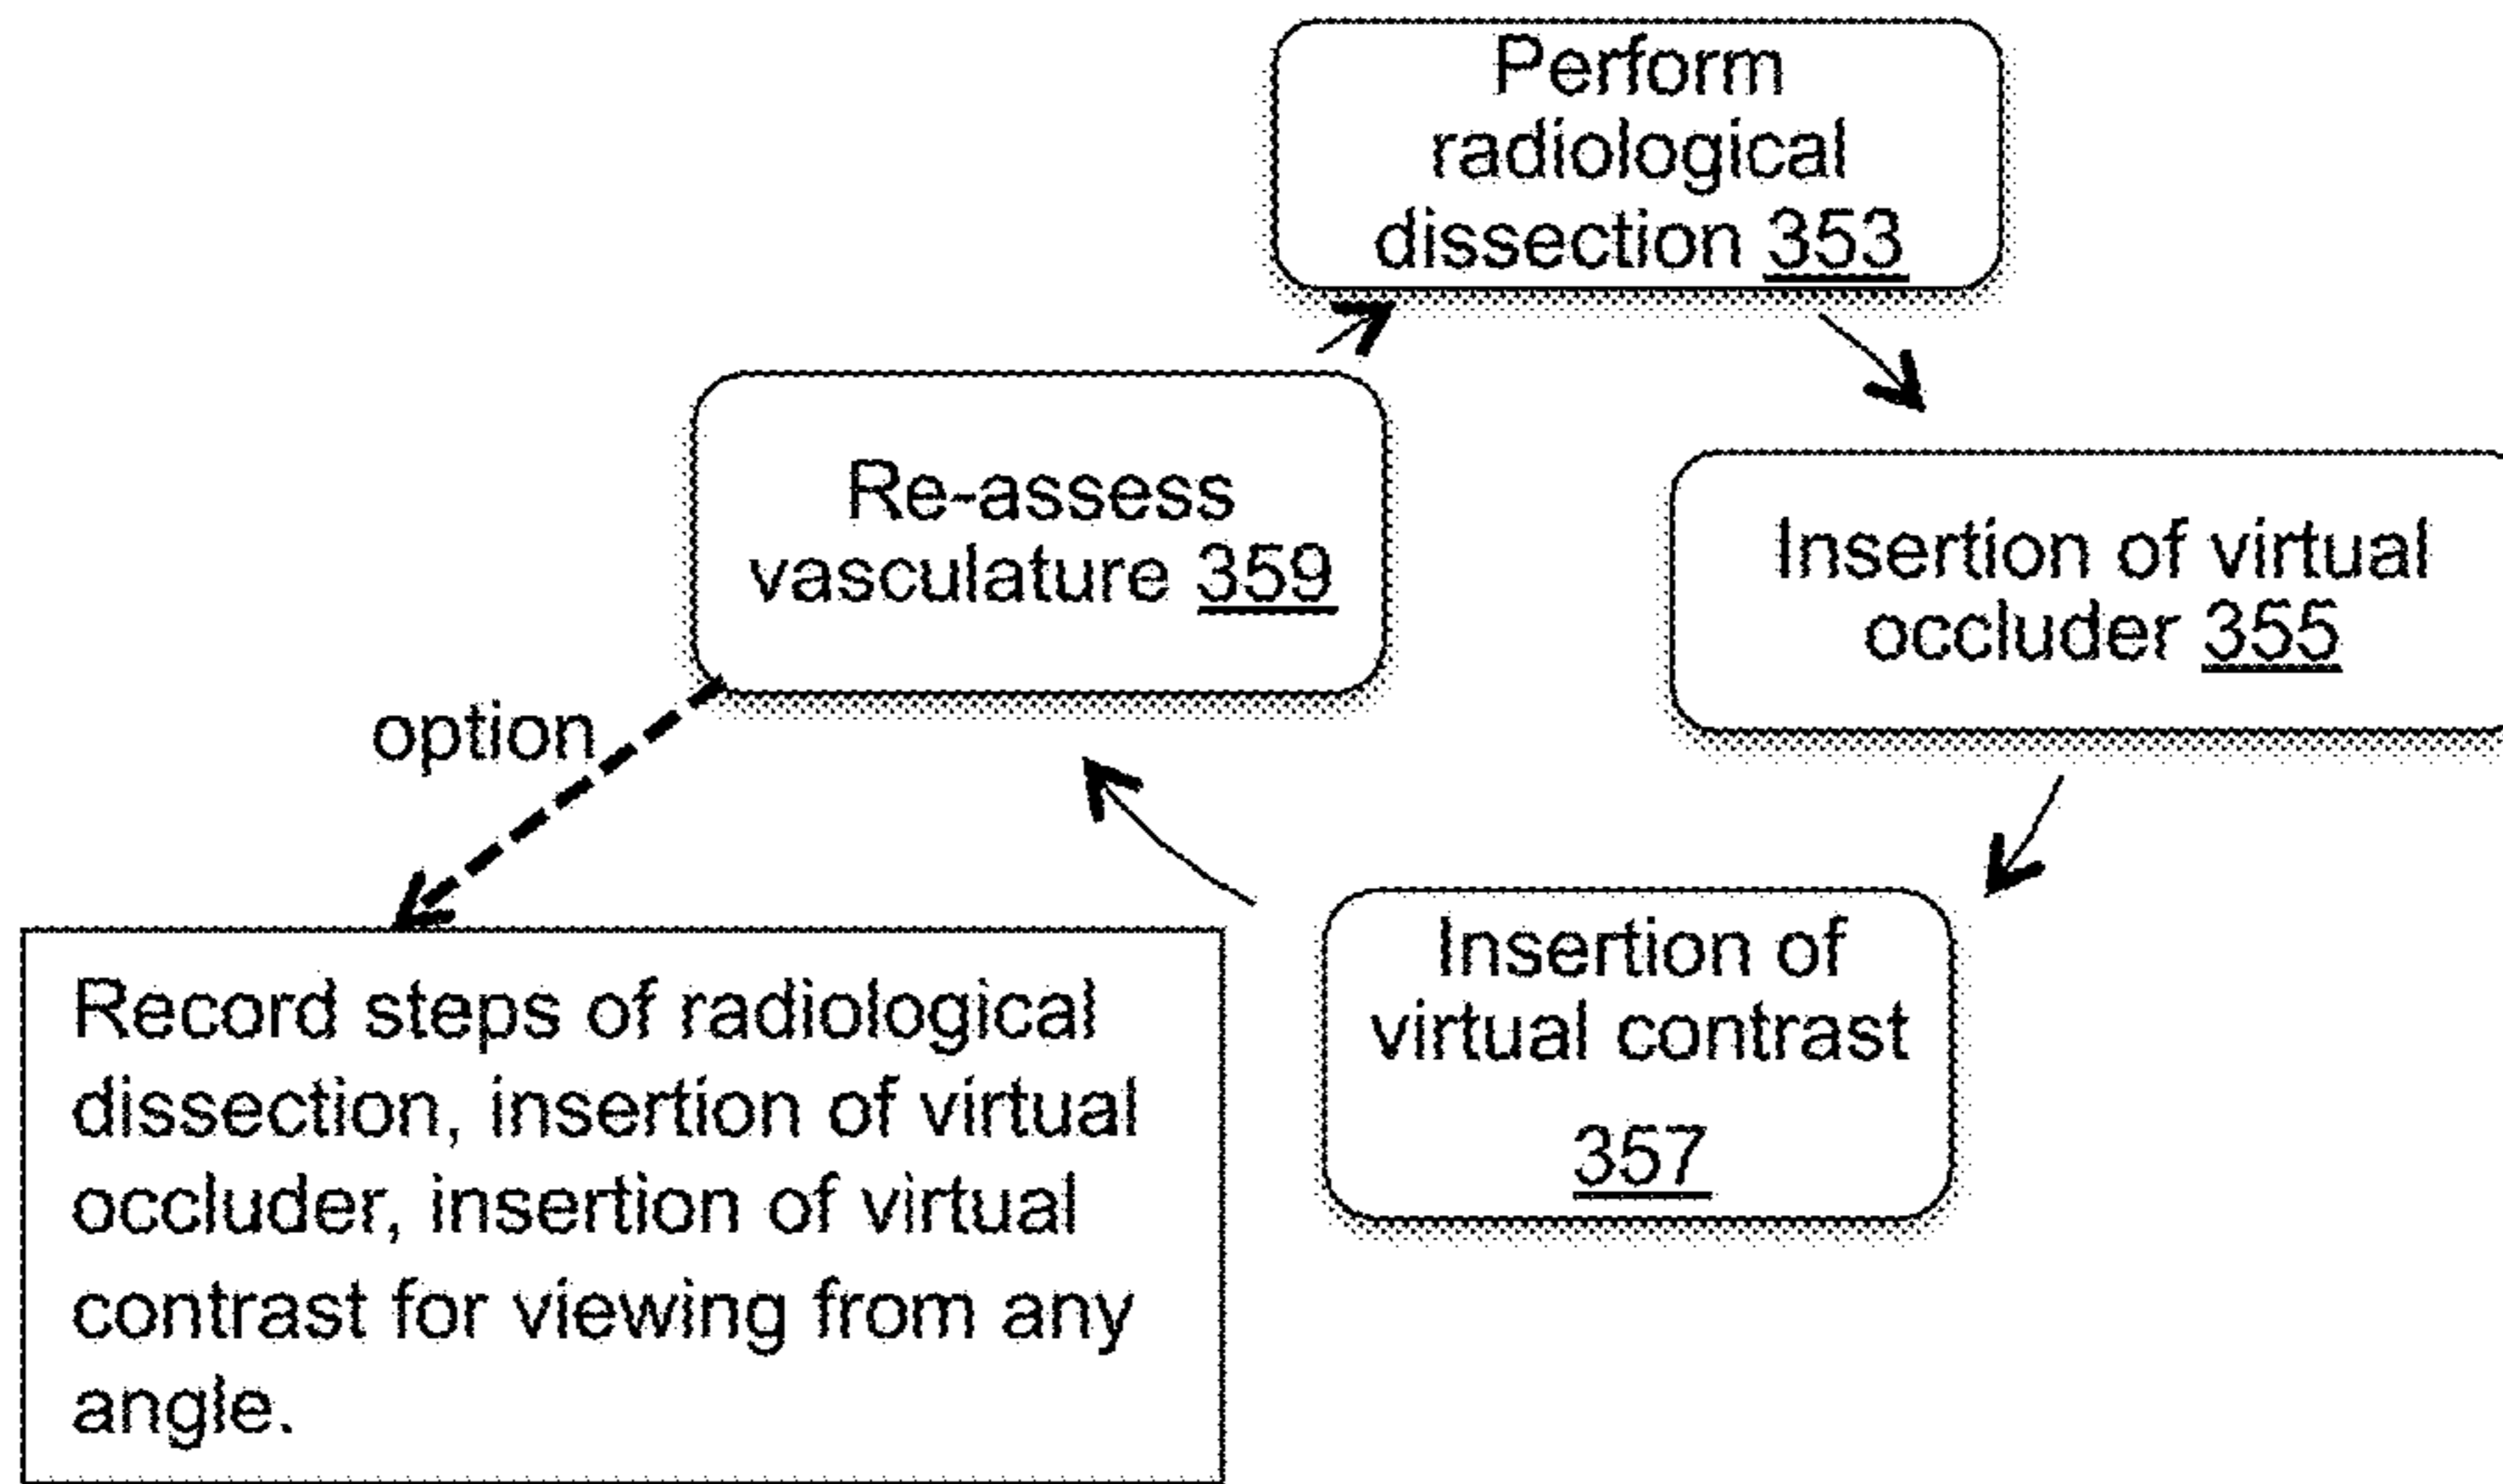 Perform
radiological
dissection 353
Re-assess
vasculature 359
Insertion of virtual
occluder 355
option
Insertion of
virtual contrast
357
Record steps of radiological
dissection, insertion of virtual
occluder, insertion of virtual
contrast for viewing from any
angle.